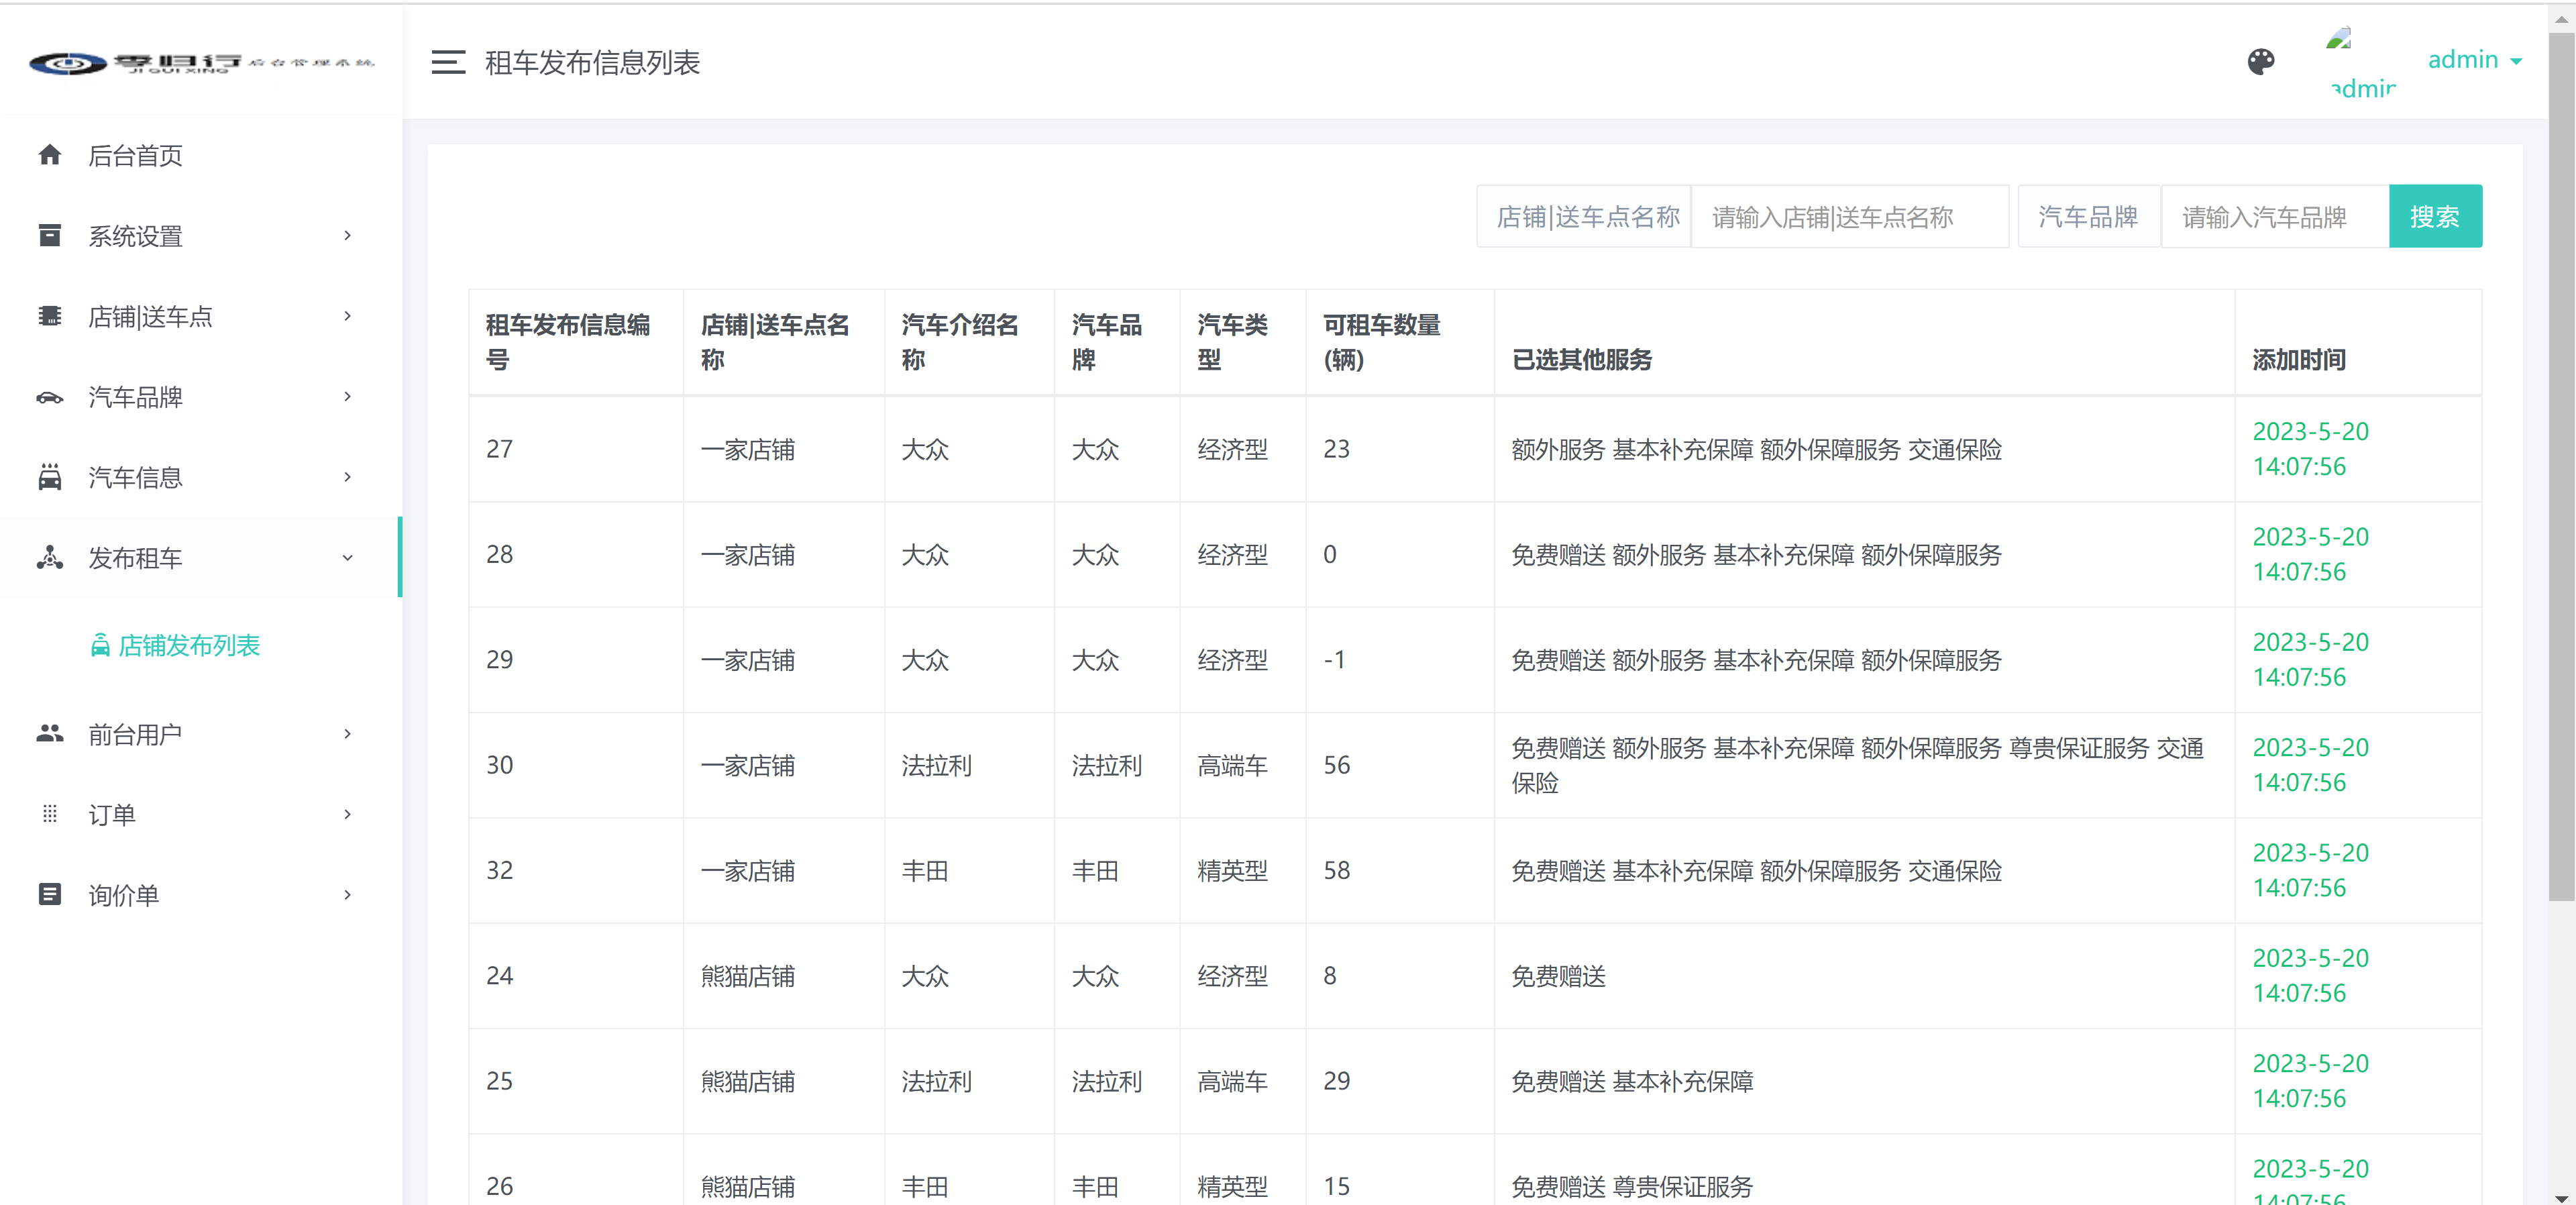 JI GUI XING 后台管理系统
租车发布信息列表
admin
admin
后台首页
系统设置
店铺|送车点
汽车品牌
汽车信息
发布租车
店铺发布列表
前台用户
订单
询价单
店铺|送车点名称 请输入店铺|送车点名称 汽车品牌 请输入汽车品牌 搜索
租车发布信息编号 店铺|送车点名称 汽车介绍名称 汽车品牌 汽车类型 可租车数量(辆) 已选其他服务 添加时间
27 一家店铺 大众 大众 经济型 23 额外服务 基本补充保障 额外保障服务 交通保险 2023-5-20 14:07:56
28 一家店铺 大众 大众 经济型 0 免费赠送 额外服务 基本补充保障 额外保障服务 2023-5-20 14:07:56
29 一家店铺 大众 大众 经济型 -1 免费赠送 额外服务 基本补充保障 额外保障服务 2023-5-20 14:07:56
30 一家店铺 法拉利 法拉利 高端车 56 免费赠送 额外服务 基本补充保障 额外保障服务 尊贵保证服务 交通保险 2023-5-20 14:07:56
32 一家店铺 丰田 丰田 精英型 58 免费赠送 基本补充保障 额外保障服务 交通保险 2023-5-20 14:07:56
24 熊猫店铺 大众 大众 经济型 8 免费赠送 2023-5-20 14:07:56
25 熊猫店铺 法拉利 法拉利 高端车 29 免费赠送 基本补充保障 2023-5-20 14:07:56
26 熊猫店铺 丰田 丰田 精英型 15 免费赠送 尊贵保证服务 2023-5-20 14:07:56